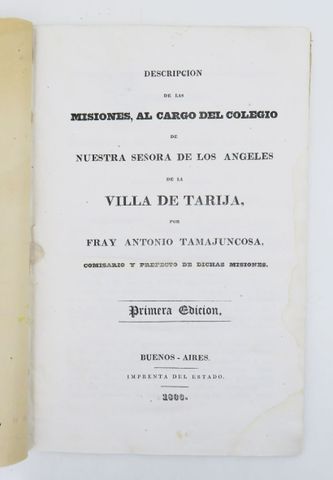 DESCRIPCION
DE LAS
MISIONES, AL CARGO DEL COLEGIO
DE
NUESTRA SEÑORA DE LOS ANGELES
DE LA
VILLA DE TARIJA,
POR
FRAY ANTONIO TAMAJUNCOSA,
COMISARIO Y PREFECTO DE DICHAS MISIONES.
Primera Edicion.
BUENOS-AIRES.
IMPRENTA DEL ESTADO.